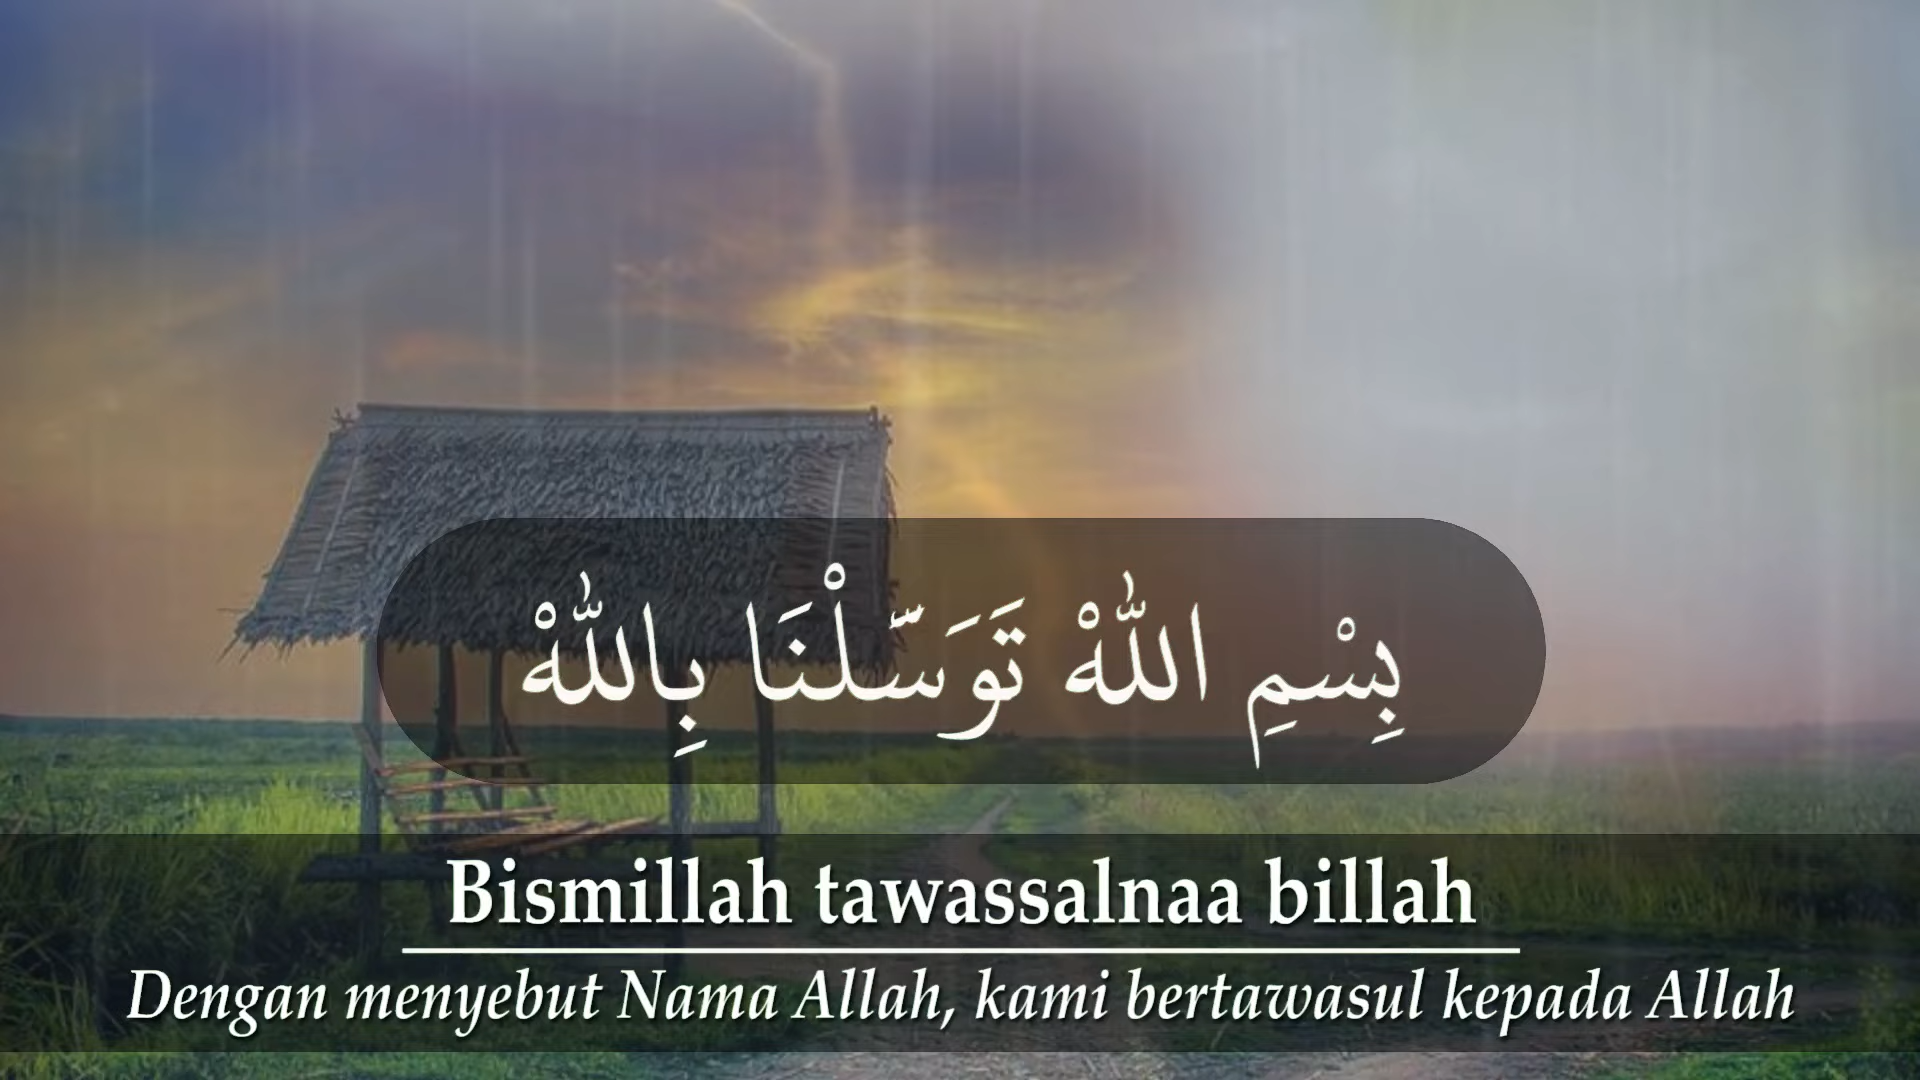 بِسْمِ اللّٰهْ تَوَسَّلْنَا بِاللّٰهْ
Bismillah tawassalnaa billah
Dengan menyebut Nama Allah, kami bertawasul kepada Allah